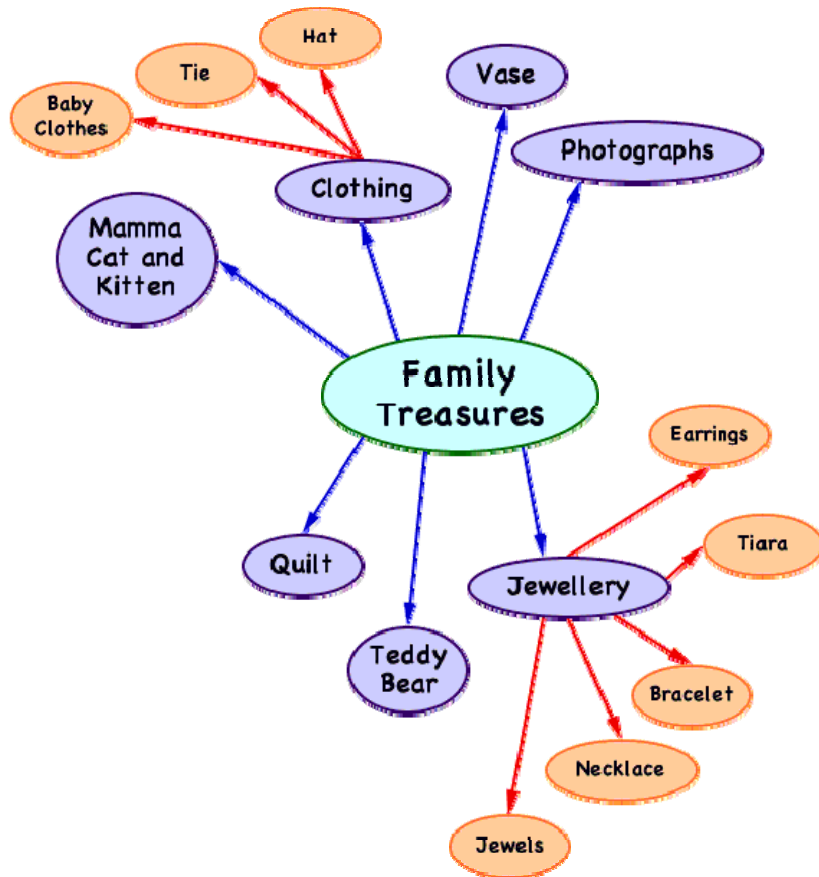 Hat
Tie
Vase
Baby
Clothes
Photographs
Clothing
Mamma
Cat and
Kitten
Family
Treasures
Earrings
Tiara
Quilt
Jewellery
Teddy
Bear
Bracelet
Necklace
Jewels